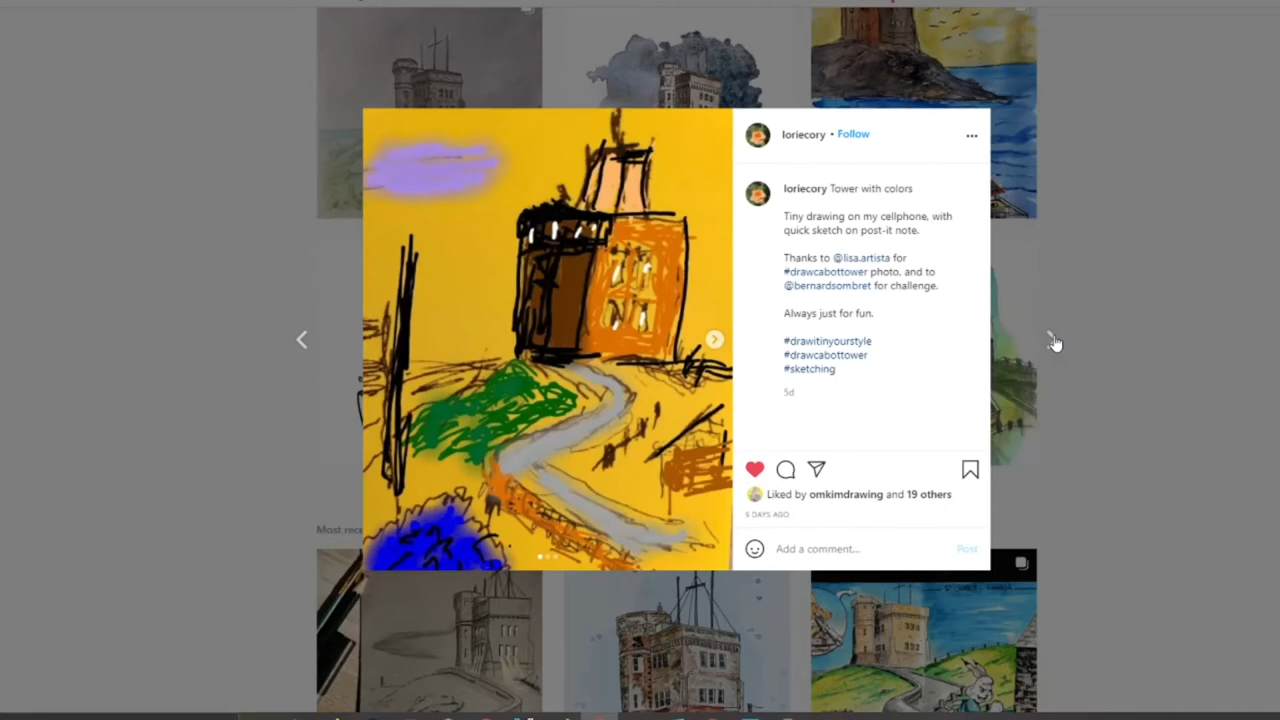 loriecory • Follow
loriecory Tower with colors
Tiny drawing on my cellphone, with
quick sketch on post-it note.
Thanks to @lisa.artista for
#drawcabottower photo, and to
@bernardsombret for challenge.
Always just for fun.
#drawitinyourstyle
#drawcabottower
#sketching
5d
Liked by omkimdrawing and 19 others
5 DAYS AGO
Add a comment... Post
Most rece